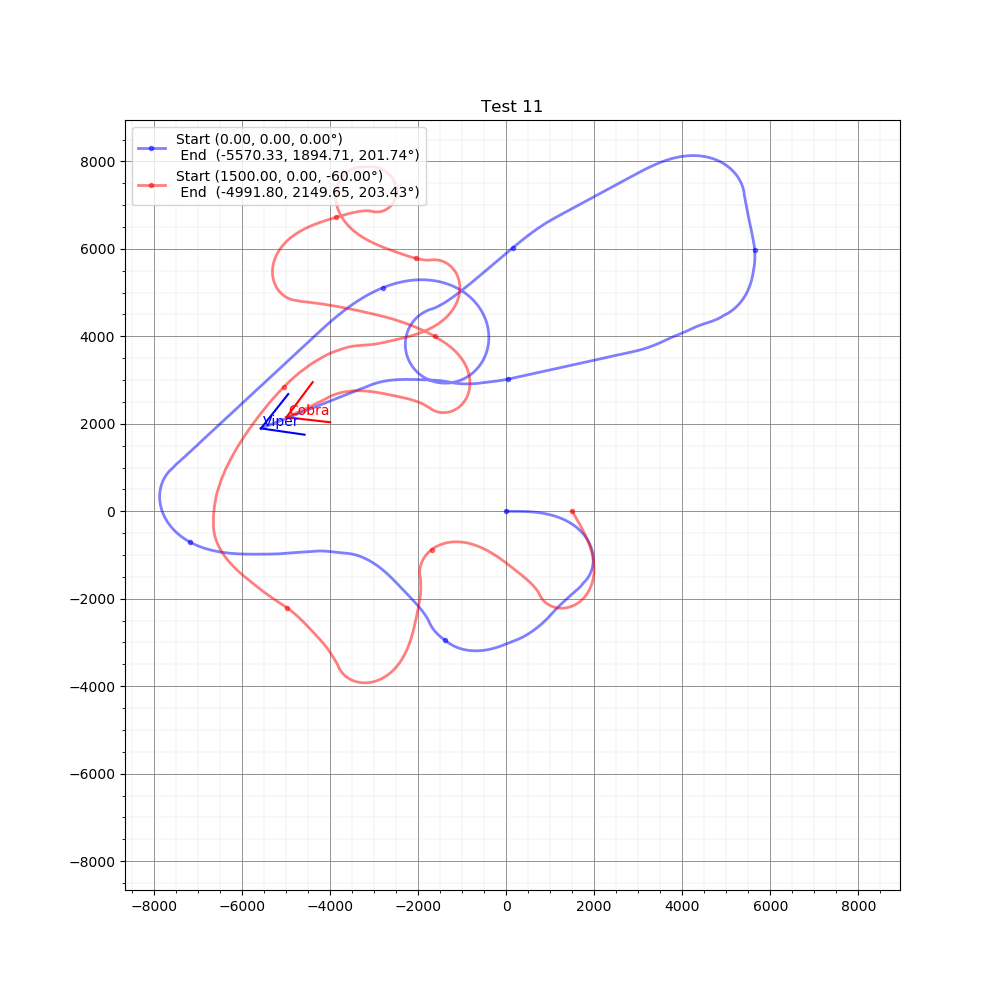 Test 11
Start (0.00, 0.00, 0.00°)
End  (-5570.33, 1894.71, 201.74°)
Start (1500.00, 0.00, -60.00°)
End  (-4991.80, 2149.65, 203.43°)
8000
6000
4000
2000
0
−2000
−4000
−6000
−8000
Cobra
Viper
−8000 −6000 −4000 −2000 0 2000 4000 6000 8000